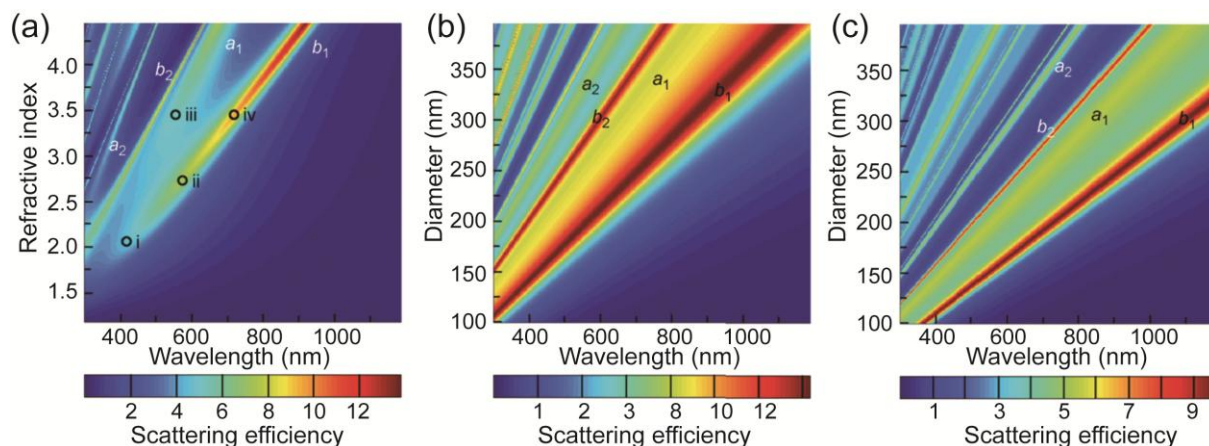 (a)
Refractive index
4.0
3.5
3.0
2.5
2.0
1.5
a₁
b₂
b₁
iii
iv
a₂
ii
i
400 600 800 1000
Wavelength (nm)
2 4 6 8 10 12
Scattering efficiency
(b)
Diameter (nm)
350
300
250
200
150
100
a₂
a₁
b₂
b₁
400 600 800 1000
Wavelength (nm)
1 2 3 8 10 12
Scattering efficiency
(c)
Diameter (nm)
350
300
250
200
150
100
a₂
b₂
a₁
b₁
400 600 800 1000
Wavelength (nm)
1 3 5 7 9
Scattering efficiency